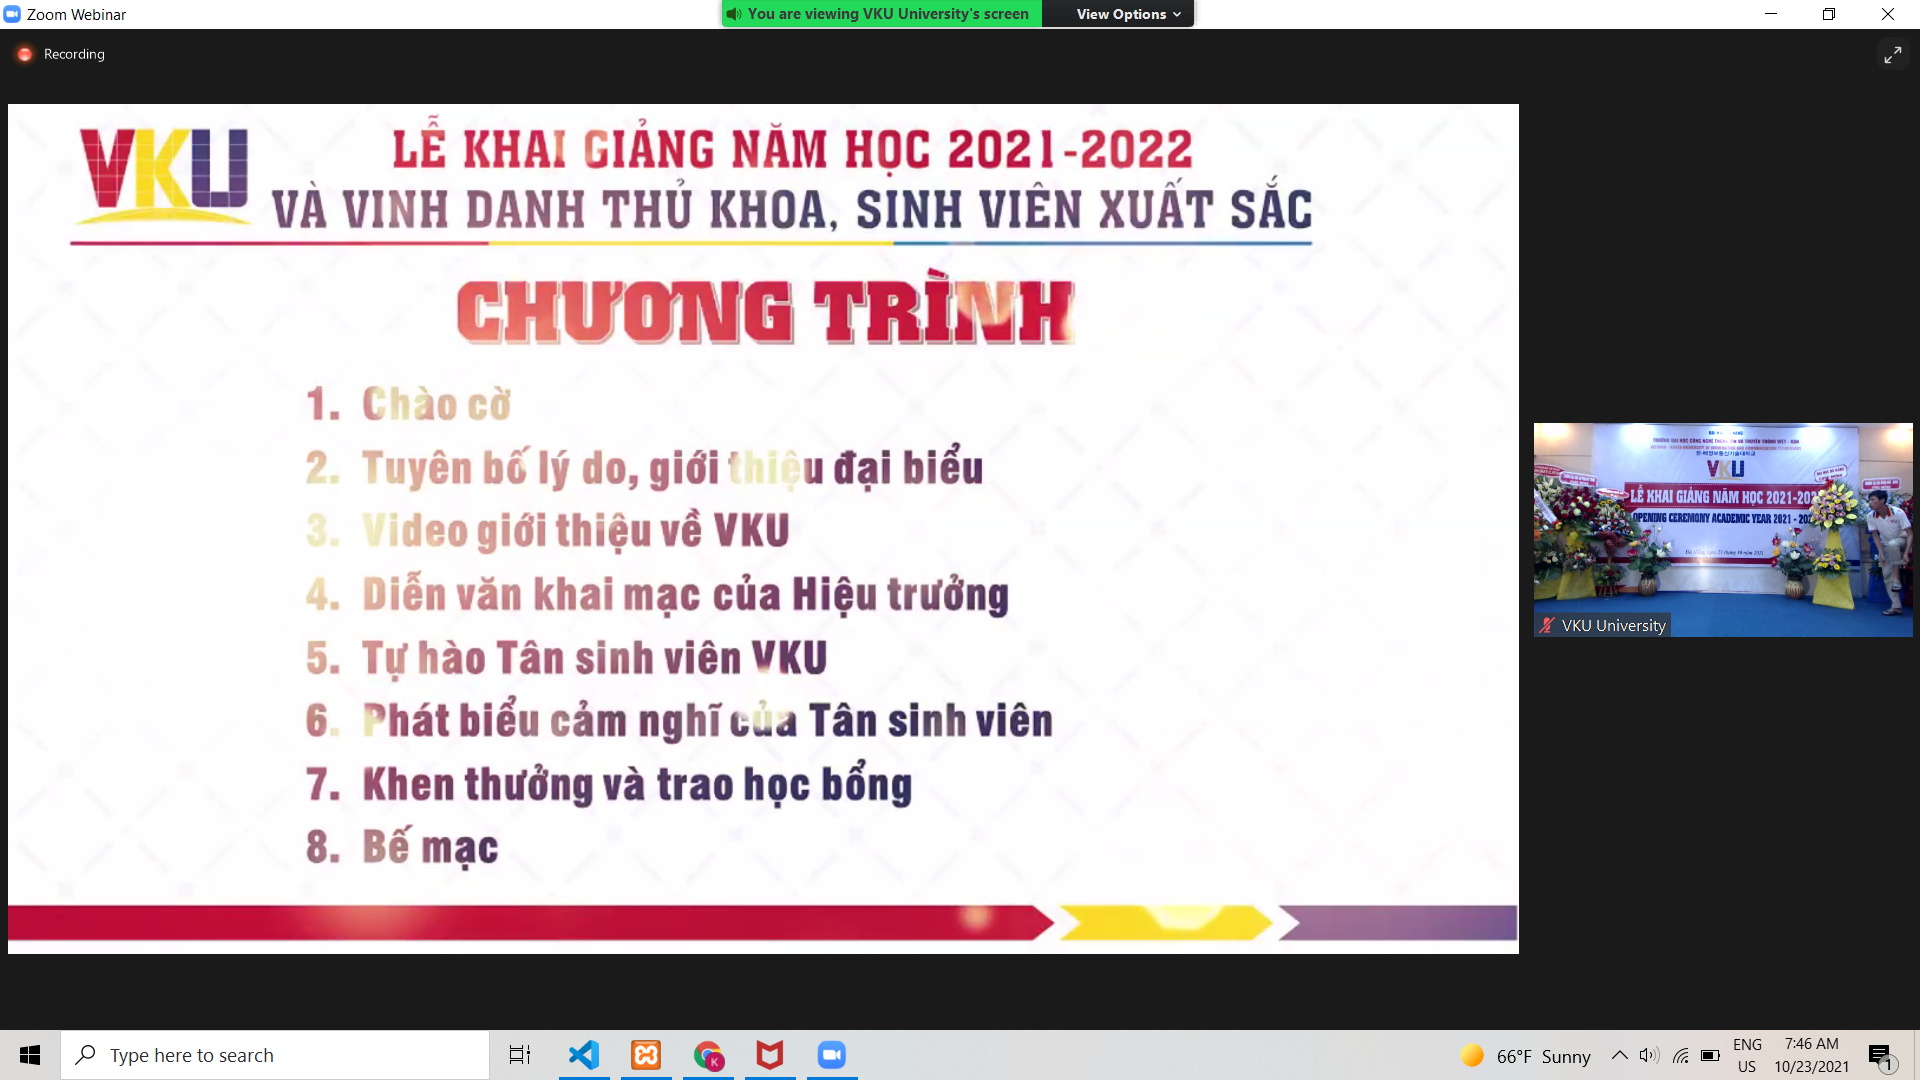 Zoom Webinar
You are viewing VKU University's screen
View Options
Recording
VKU
LỄ KHAI GIẢNG NĂM HỌC 2021-2022
VÀ VINH DANH THỦ KHOA, SINH VIÊN XUẤT SẮC
CHƯƠNG TRÌNH
1. Chào cờ
2. Tuyên bố lý do, giới thiệu đại biểu
3. Video giới thiệu về VKU
4. Diễn văn khai mạc của Hiệu trưởng
5. Tự hào Tân sinh viên VKU
6. Phát biểu cảm nghĩ của Tân sinh viên
7. Khen thưởng và trao học bổng
8. Bế mạc
VKU
LỄ KHAI GIẢNG NĂM HỌC 2021-202
OPENING CEREMONY ACADEMIC YEAR 2021 - 20
VKU University
Type here to search
K
66°F Sunny
ENG
US
7:46 AM
10/23/2021
1